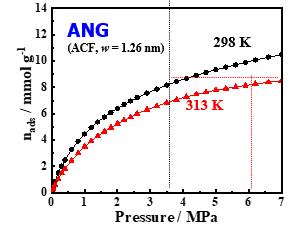 14
12
10
8
6
4
2
0
n_ads / mmol g⁻¹
ANG
(ACF, w = 1.26 nm)
298 K
313 K
0 1 2 3 4 5 6 7
Pressure / MPa